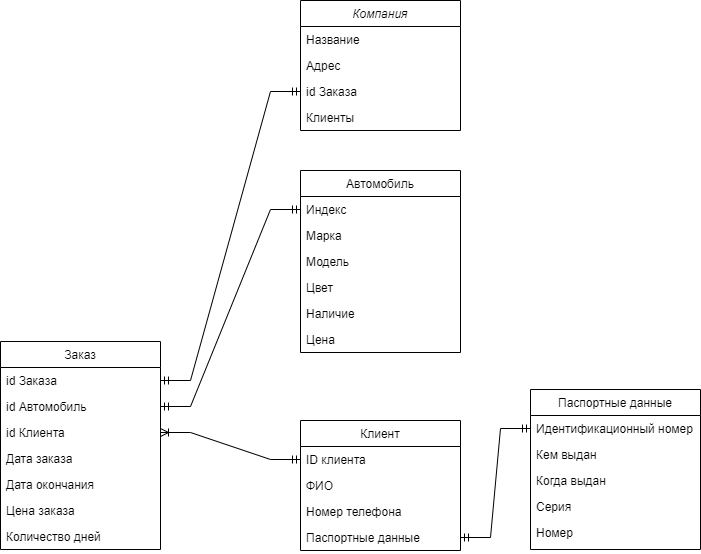 Компания
Название
Адрес
id Заказа
Клиенты
Автомобиль
Индекс
Марка
Модель
Цвет
Наличие
Цена
Заказ
id Заказа
id Автомобиль
id Клиента
Дата заказа
Дата окончания
Цена заказа
Количество дней
Клиент
ID клиента
ФИО
Номер телефона
Паспортные данные
Паспортные данные
Идентификационный номер
Кем выдан
Когда выдан
Серия
Номер